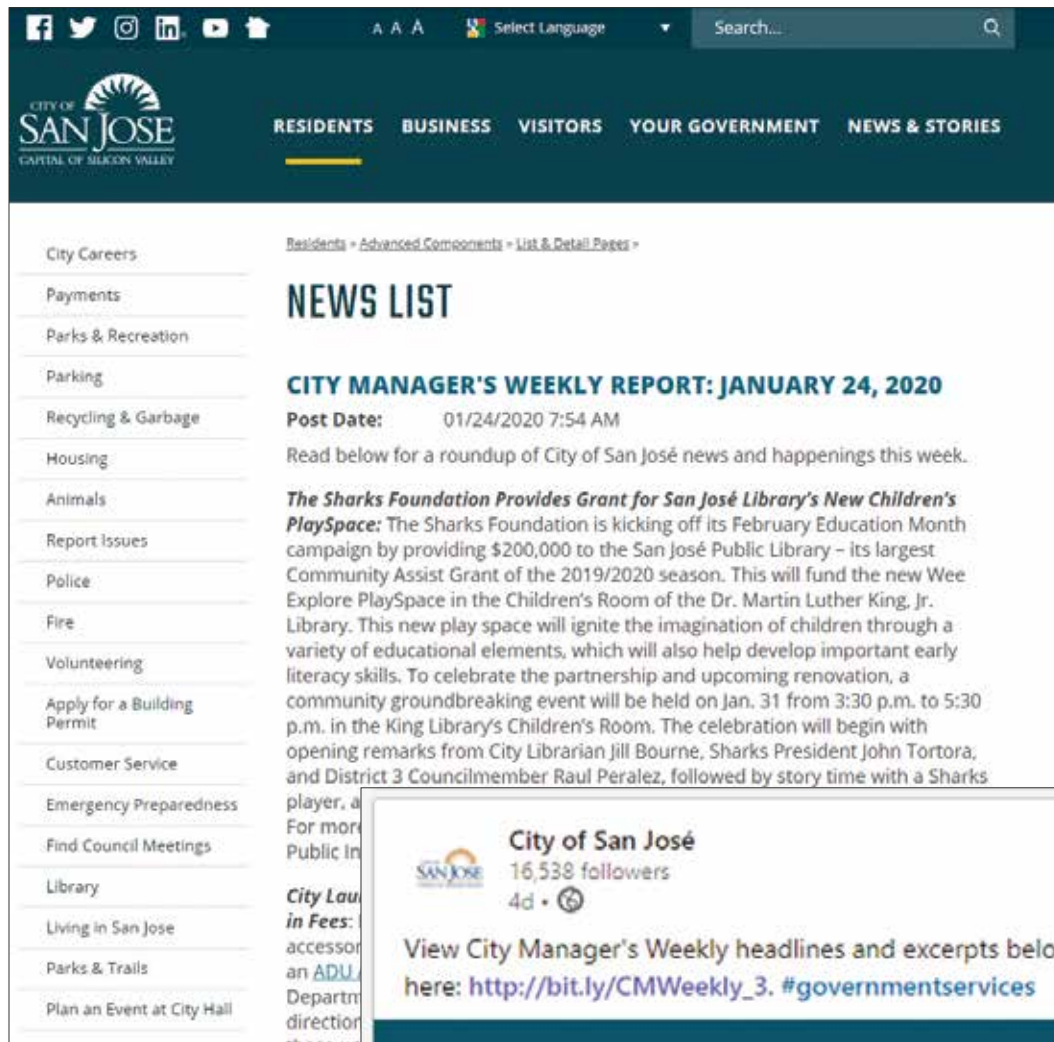 A A A Select Language Search...
CITY OF
SAN JOSE
CAPITAL OF SILICON VALLEY
RESIDENTS BUSINESS VISITORS YOUR GOVERNMENT NEWS & STORIES
City Careers
Payments
Parks & Recreation
Parking
Recycling & Garbage
Housing
Animals
Report Issues
Police
Fire
Volunteering
Apply for a Building
Permit
Customer Service
Emergency Preparedness
Find Council Meetings
Library
Living in San Jose
Parks & Trails
Plan an Event at City Hall
Residents » Advanced Components » List & Detail Pages »
NEWS LIST
CITY MANAGER'S WEEKLY REPORT: JANUARY 24, 2020
Post Date: 01/24/2020 7:54 AM
Read below for a roundup of City of San José news and happenings this week.
The Sharks Foundation Provides Grant for San José Library's New Children's
PlaySpace: The Sharks Foundation is kicking off its February Education Month
campaign by providing $200,000 to the San José Public Library – its largest
Community Assist Grant of the 2019/2020 season. This will fund the new Wee
Explore PlaySpace in the Children's Room of the Dr. Martin Luther King, Jr.
Library. This new play space will ignite the imagination of children through a
variety of educational elements, which will also help develop important early
literacy skills. To celebrate the partnership and upcoming renovation, a
community groundbreaking event will be held on Jan. 31 from 3:30 p.m. to 5:30
p.m. in the King Library's Children's Room. The celebration will begin with
opening remarks from City Librarian Jill Bourne, Sharks President John Tortora,
and District 3 Councilmember Raul Peralez, followed by story time with a Sharks
player, a
For more
Public In
City Lau
in Fees:
accessor
an ADU
Departm
direction
SAN JOSE
City of San José
16,538 followers
4d •
View City Manager's Weekly headlines and excerpts belo
here: http://bit.ly/CMWeekly_3. #governmentservices